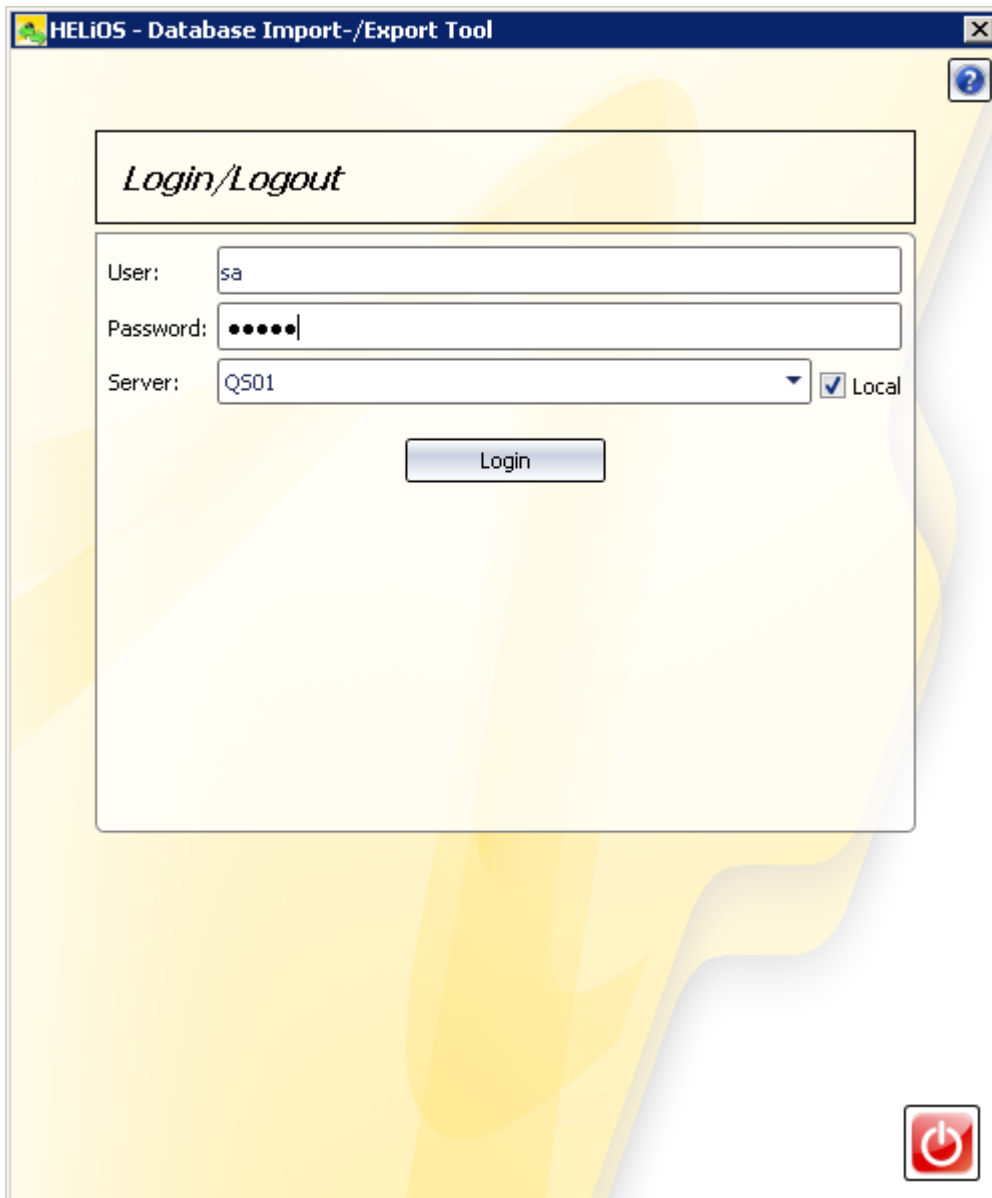 HELiOS - Database Import-/Export Tool
Login/Logout
User: sa
Password: •••••
Server: QS01 Local
Login